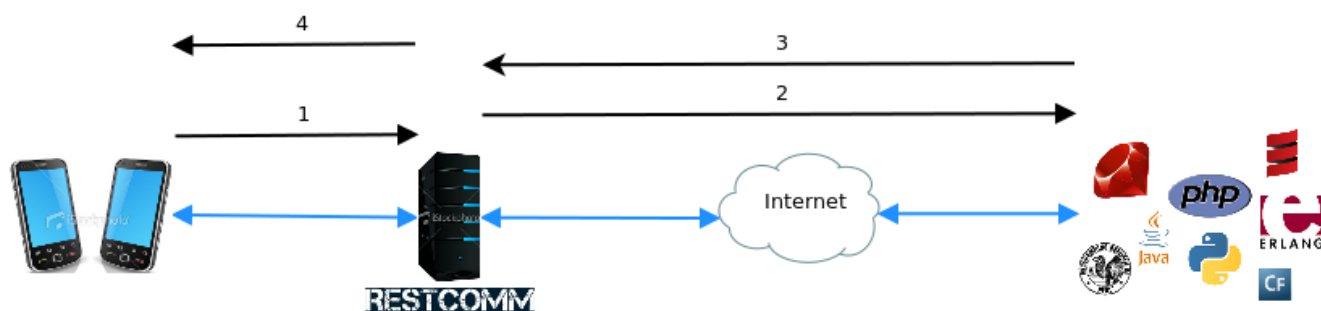 4
3
2
1
Internet
php
Java
ERLANG
CF
RESTCOMM